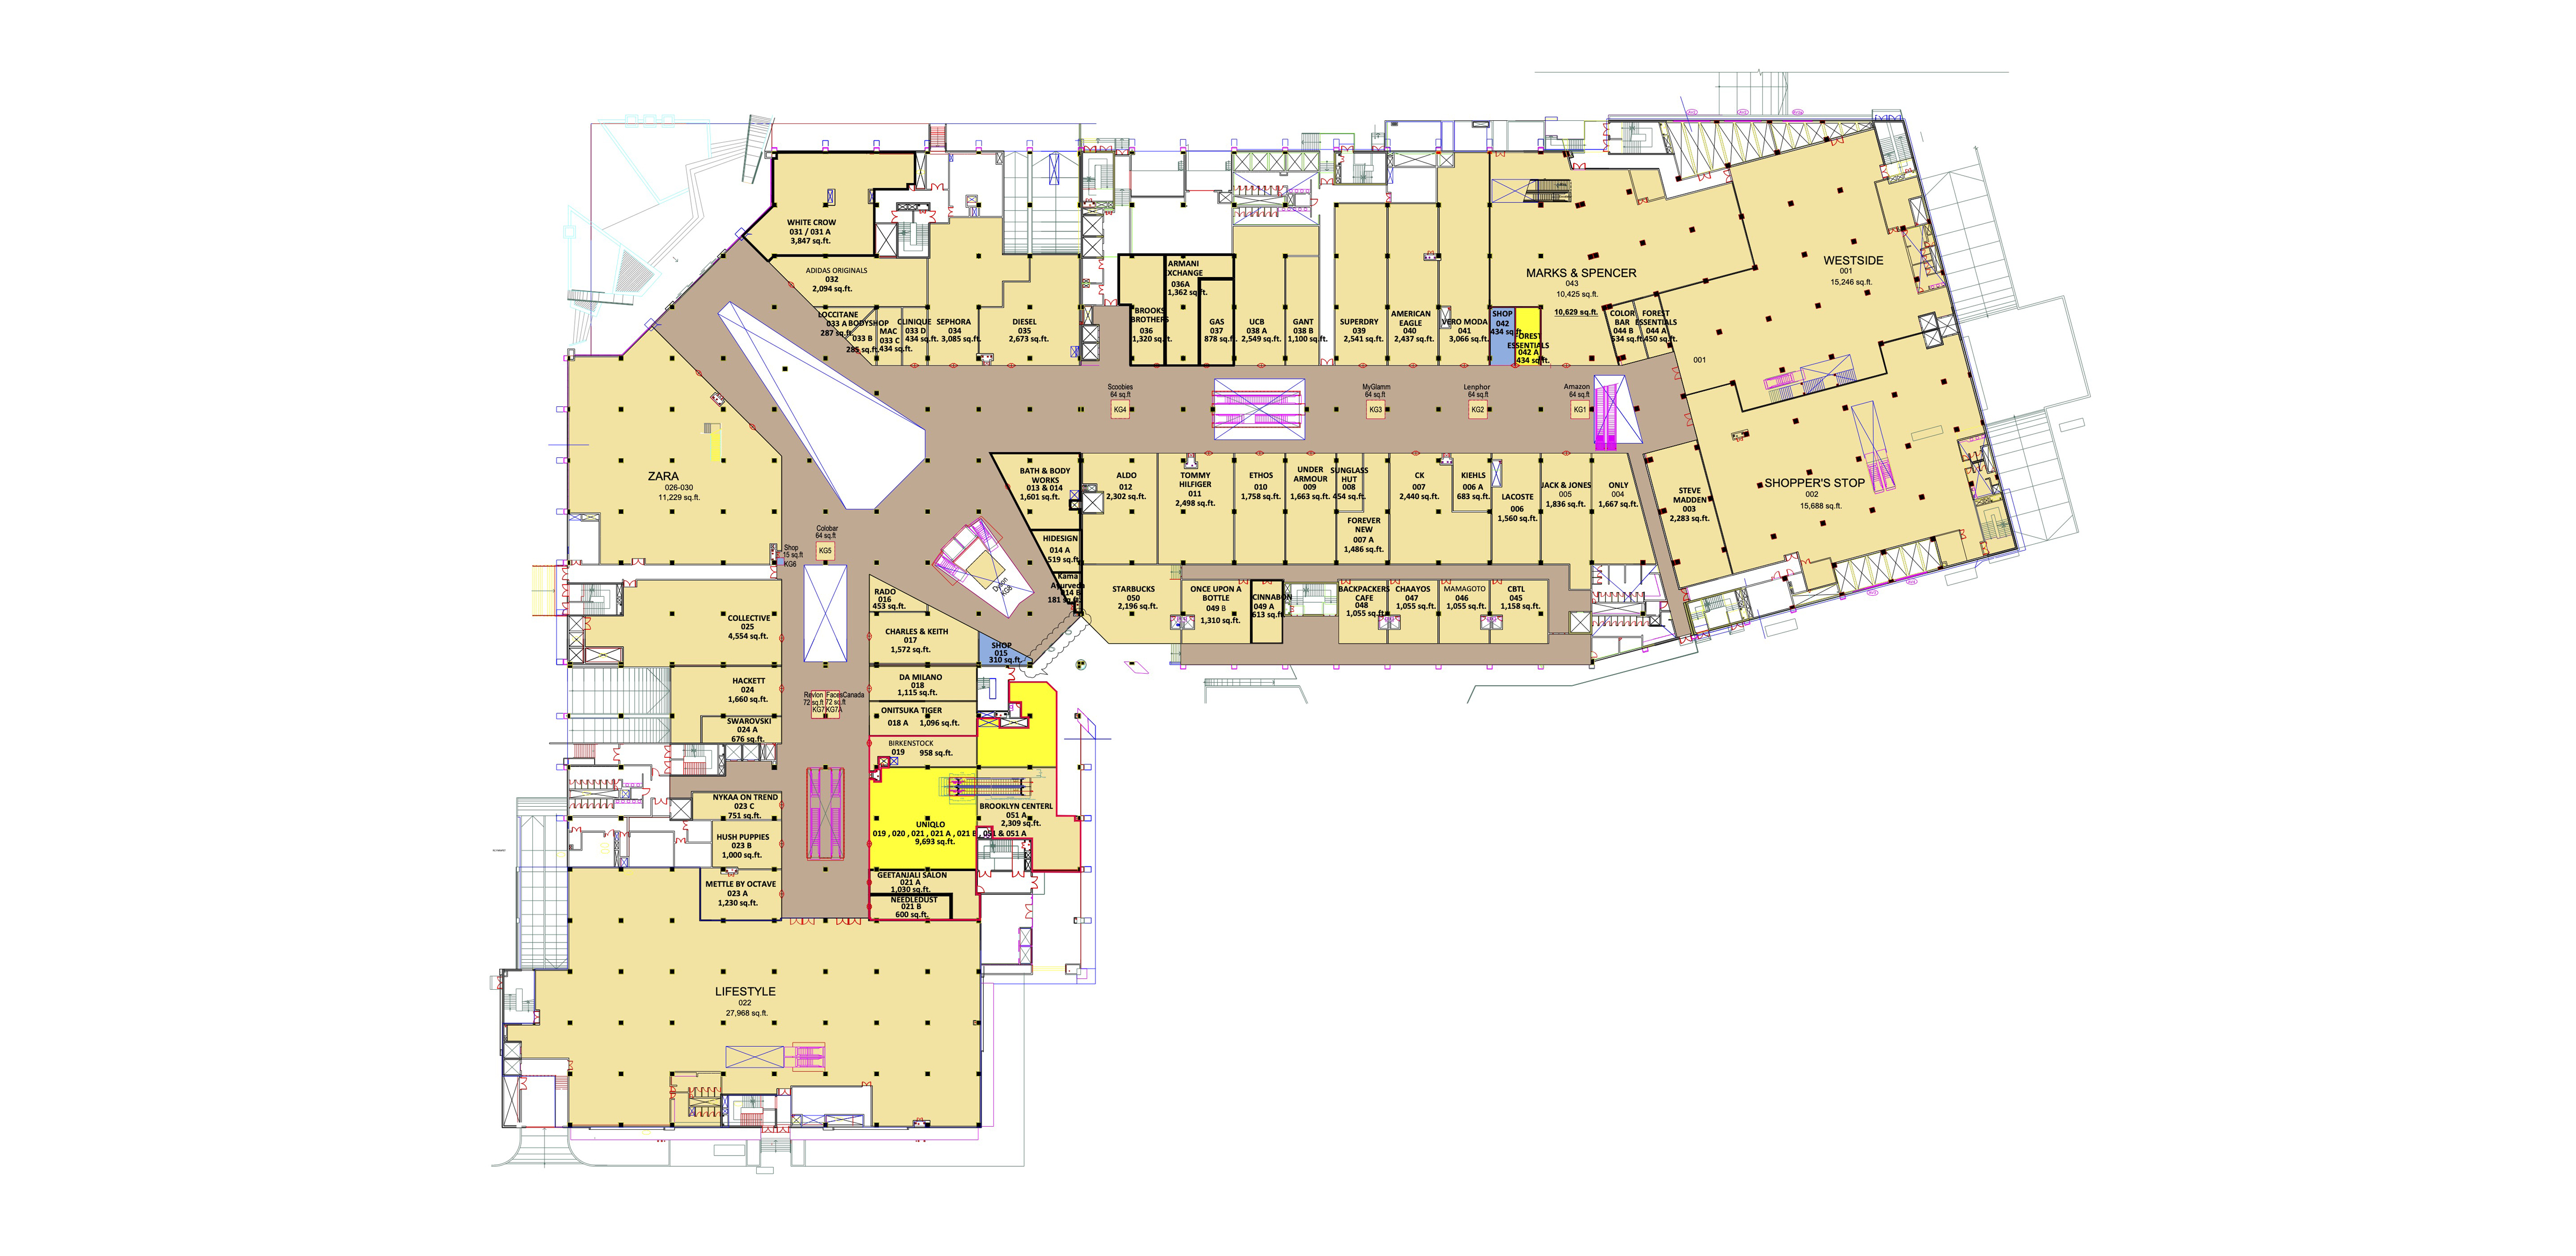 WHITE CROW
031 / 031 A
3,847 sq.ft.
ADIDAS ORIGINALS
032
2,094 sq.ft.
LOCCITANE
033 A
287 sq.ft.
BODYSHOP
033 B
285 sq.ft.
MAC
033 C
434 sq.ft.
CLINIQUE
033 D
434 sq.ft.
SEPHORA
034
3,085 sq.ft.
DIESEL
035
2,673 sq.ft.
BROOKS
BROTHERS
036
1,320 sq.ft.
ARMANI
XCHANGE
036A
1,362 sq.ft.
GAS
037
878 sq.ft.
UCB
038 A
2,549 sq.ft.
GANT
038 B
1,100 sq.ft.
SUPERDRY
039
2,541 sq.ft.
AMERICAN
EAGLE
040
2,437 sq.ft.
VERO MODA
041
3,066 sq.ft.
SHOP
042
434 sq.ft.
FOREST
ESSENTIALS
042 A
434 sq.ft.
MARKS & SPENCER
043
10,425 sq.ft.
10,629 sq.ft.
COLOR
BAR
044 B
534 sq.ft.
FOREST
ESSENTIALS
044 A
450 sq.ft.
WESTSIDE
001
15,246 sq.ft.
001
Scoobies
64 sq.ft
KG4
MyGlamm
64 sq.ft
KG3
Lenphor
64 sq.ft
KG2
Amazon
64 sq.ft
KG1
ZARA
026-030
11,229 sq.ft.
Colobar
64 sq.ft
KG5
Shop
15 sq.ft
KG6
BATH & BODY
WORKS
013 & 014
1,601 sq.ft.
HIDESIGN
014 A
519 sq.ft
Kama
Ayurveda
014 B
181 sq.ft.
Dyson
KG8
ALDO
012
2,302 sq.ft.
TOMMY
HILFIGER
011
2,498 sq.ft.
ETHOS
010
1,758 sq.ft.
UNDER
ARMOUR
009
1,663 sq.ft.
SUNGLASS
HUT
008
454 sq.ft.
FOREVER
NEW
007 A
1,486 sq.ft.
CK
007
2,440 sq.ft.
KIEHLS
006 A
683 sq.ft.
LACOSTE
006
1,560 sq.ft.
JACK & JONES
005
1,836 sq.ft.
ONLY
004
1,667 sq.ft.
STEVE
MADDEN
003
2,283 sq.ft.
SHOPPER'S STOP
002
15,688 sq.ft.
STARBUCKS
050
2,196 sq.ft.
ONCE UPON A
BOTTLE
049 B
1,310 sq.ft.
CINNABON
049 A
613 sq.ft.
BACKPACKERS
CAFE
048
1,055 sq.ft.
CHAAYOS
047
1,055 sq.ft.
MAMAGOTO
046
1,055 sq.ft.
CBTL
045
1,158 sq.ft.
RADO
016
453 sq.ft.
CHARLES & KEITH
017
1,572 sq.ft.
SHOP
015
310 sq.ft.
COLLECTIVE
025
4,554 sq.ft.
HACKETT
024
1,660 sq.ft.
SWAROVSKI
024 A
676 sq.ft.
Revlon
72 sq.ft
KG7
FacesCanada
72 sq.ft
KG7A
DA MILANO
018
1,115 sq.ft.
ONITSUKA TIGER
018 A 1,096 sq.ft.
BIRKENSTOCK
019 958 sq.ft.
NYKAA ON TREND
023 C
751 sq.ft.
HUSH PUPPIES
023 B
1,000 sq.ft.
METTLE BY OCTAVE
023 A
1,230 sq.ft.
UNIQLO
019 , 020 , 021 , 021 A , 021 B , 051 & 051 A
9,693 sq.ft.
BROOKLYN CENTERL
051 A
2,309 sq.ft.
GEETANJALI SALON
021 A
1,030 sq.ft.
NEEDLEDUST
021 B
600 sq.ft.
LIFESTYLE
022
27,968 sq.ft.